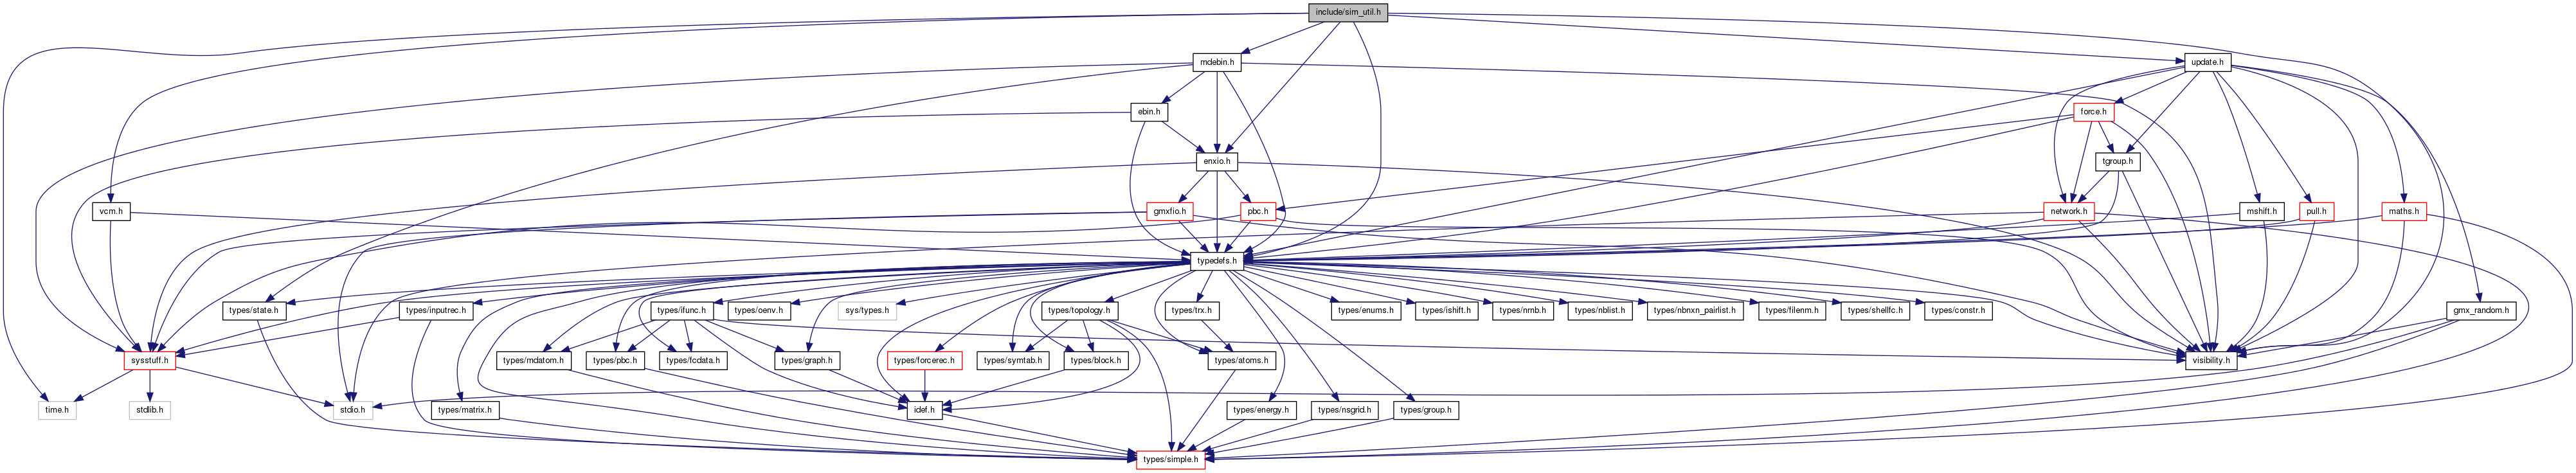 include/sim_util.h
mdebin.h
update.h
ebin.h
force.h
enxio.h
tgroup.h
vcm.h
gmxfio.h
pbc.h
network.h
mshift.h
pull.h
maths.h
typedefs.h
types/state.h
types/inputrec.h
types/ifunc.h
types/oenv.h
sys/types.h
types/topology.h
types/trx.h
types/enums.h
types/ishift.h
types/nrnb.h
types/nblist.h
types/nbnxn_pairlist.h
types/filenm.h
types/shellfc.h
types/constr.h
gmx_random.h
sysstuff.h
types/mdatom.h
types/pbc.h
types/fcdata.h
types/graph.h
types/forcerec.h
types/symtab.h
types/block.h
types/atoms.h
visibility.h
time.h
stdlib.h
stdio.h
types/matrix.h
idef.h
types/energy.h
types/nsgrid.h
types/group.h
types/simple.h